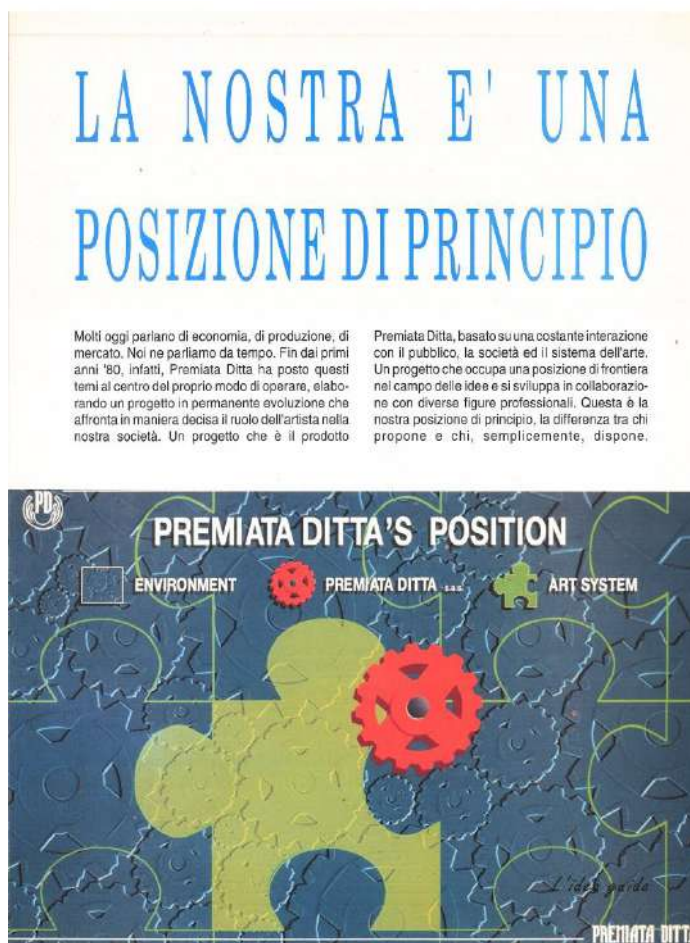 LA NOSTRA E' UNA
POSIZIONE DI PRINCIPIO
Molti oggi parlano di economia, di produzione, di
mercato. Noi ne parliamo da tempo. Fin dai primi
anni '80, infatti, Premiata Ditta ha posto questi
temi al centro del proprio modo di operare, elabo-
rando un progetto in permanente evoluzione che
affronta in maniera decisa il ruolo dell'artista nella
nostra società. Un progetto che è il prodotto
Premiata Ditta, basato su una costante interazione
con il pubblico, la società ed il sistema dell'arte.
Un progetto che occupa una posizione di frontiera
nel campo delle idee e si sviluppa in collaborazio-
ne con diverse figure professionali. Questa è la
nostra posizione di principio, la differenza tra chi
propone e chi, semplicemente, dispone.
PD
PREMIATA DITTA'S POSITION
ENVIRONMENT
PREMIATA DITTA s.a.s.
ART SYSTEM
L'idea guida
PREMIATA DITT